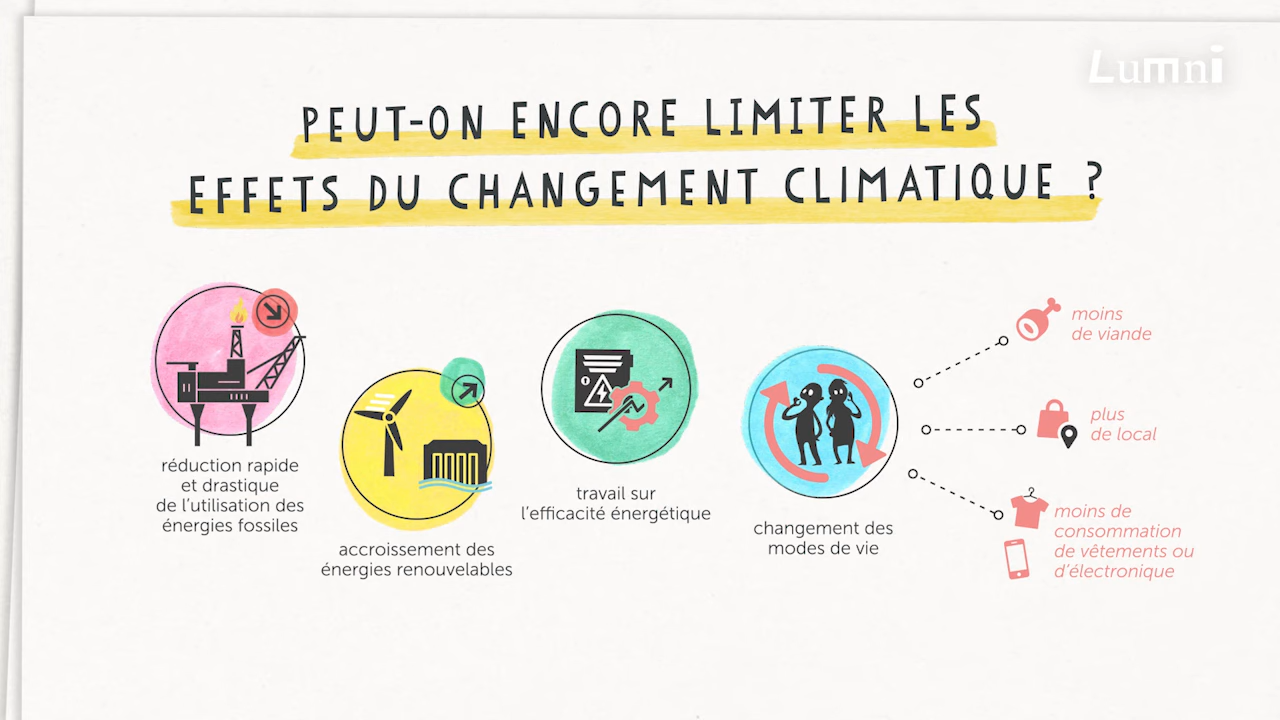 Lumni
PEUT-ON ENCORE LIMITER LES
EFFETS DU CHANGEMENT CLIMATIQUE ?
réduction rapide
et drastique
de l'utilisation des
énergies fossiles
accroissement des
énergies renouvelables
travail sur
l'efficacité énergétique
changement des
modes de vie
moins
de viande
plus
de local
moins de
consommation
de vêtements ou
d'électronique